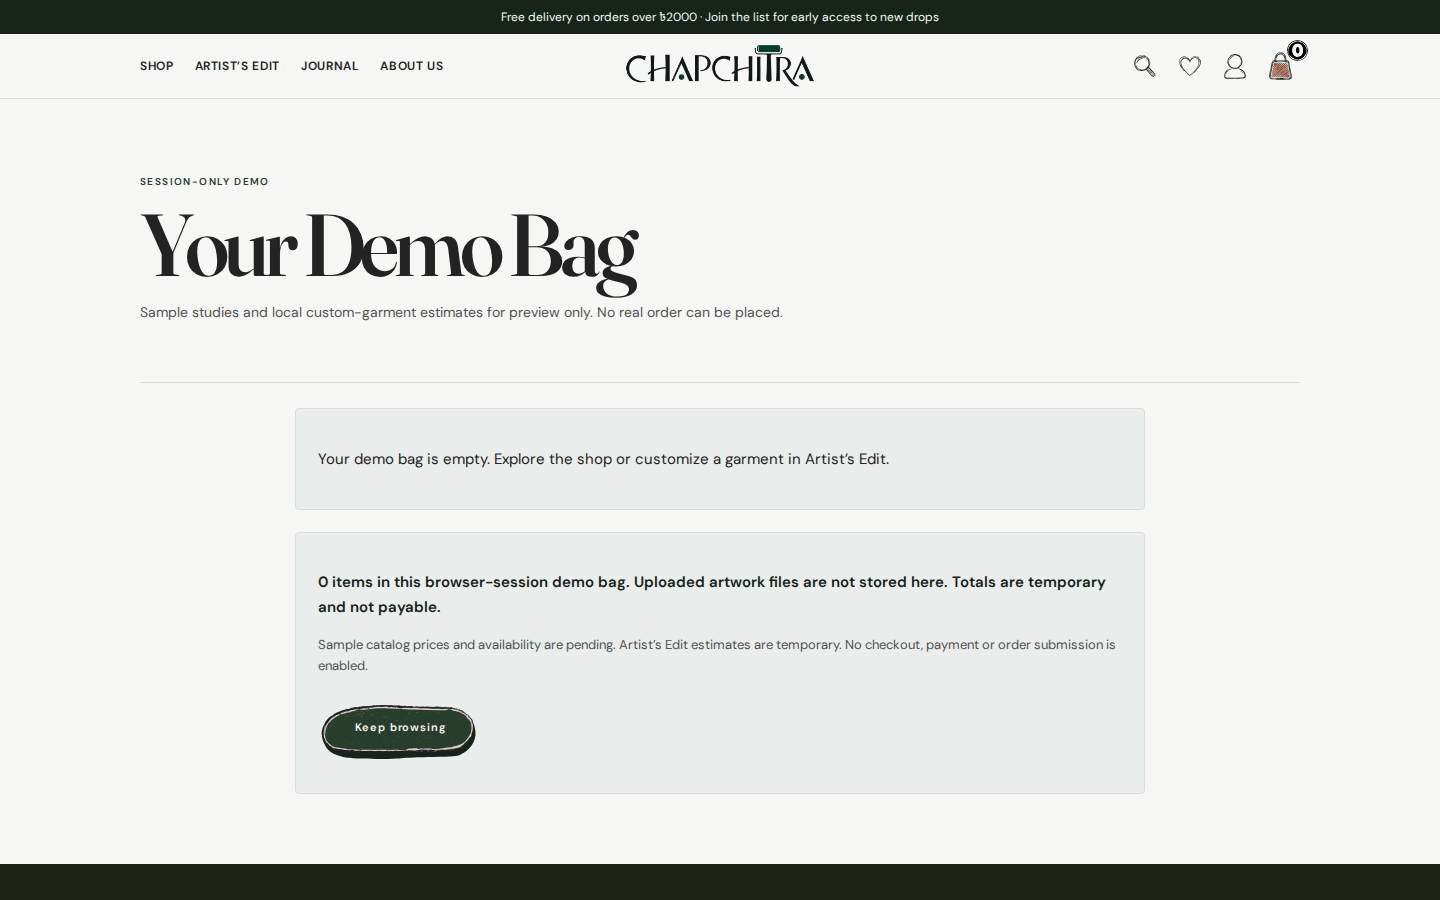 Free delivery on orders over ৳2000 · Join the list for early access to new drops
SHOP ARTIST’S EDIT JOURNAL ABOUT US
CHAPCHITRA
0
SESSION-ONLY DEMO
Your Demo Bag
Sample studies and local custom-garment estimates for preview only. No real order can be placed.
Your demo bag is empty. Explore the shop or customize a garment in Artist’s Edit.
0 items in this browser-session demo bag. Uploaded artwork files are not stored here. Totals are temporary
and not payable.
Sample catalog prices and availability are pending. Artist’s Edit estimates are temporary. No checkout, payment or order submission is
enabled.
Keep browsing